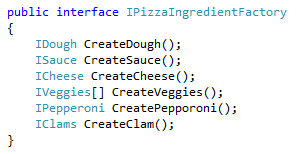 public interface IPizzaIngredientFactory
{
IDough CreateDough();
ISauce CreateSauce();
ICheese CreateCheese();
IVeggies[] CreateVeggies();
IPepperoni CreatePepporoni();
IClams CreateClam();
}